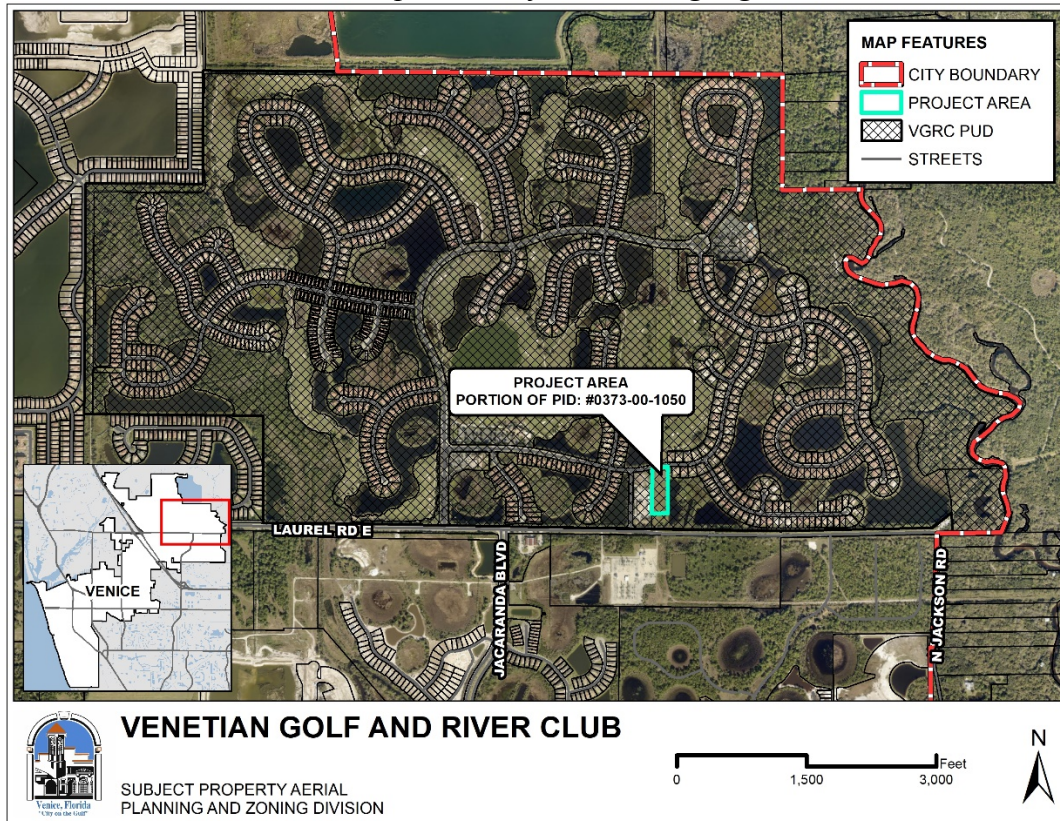 MAP FEATURES
CITY BOUNDARY
PROJECT AREA
VGRC PUD
STREETS
PROJECT AREA
PORTION OF PID: #0373-00-1050
LAUREL RD E
JACARANDA BLVD
N JACKSON RD
VENICE
VENETIAN GOLF AND RIVER CLUB
SUBJECT PROPERTY AERIAL
PLANNING AND ZONING DIVISION
Venice, Florida
"City on the Gulf"
Feet
0 1,500 3,000
N